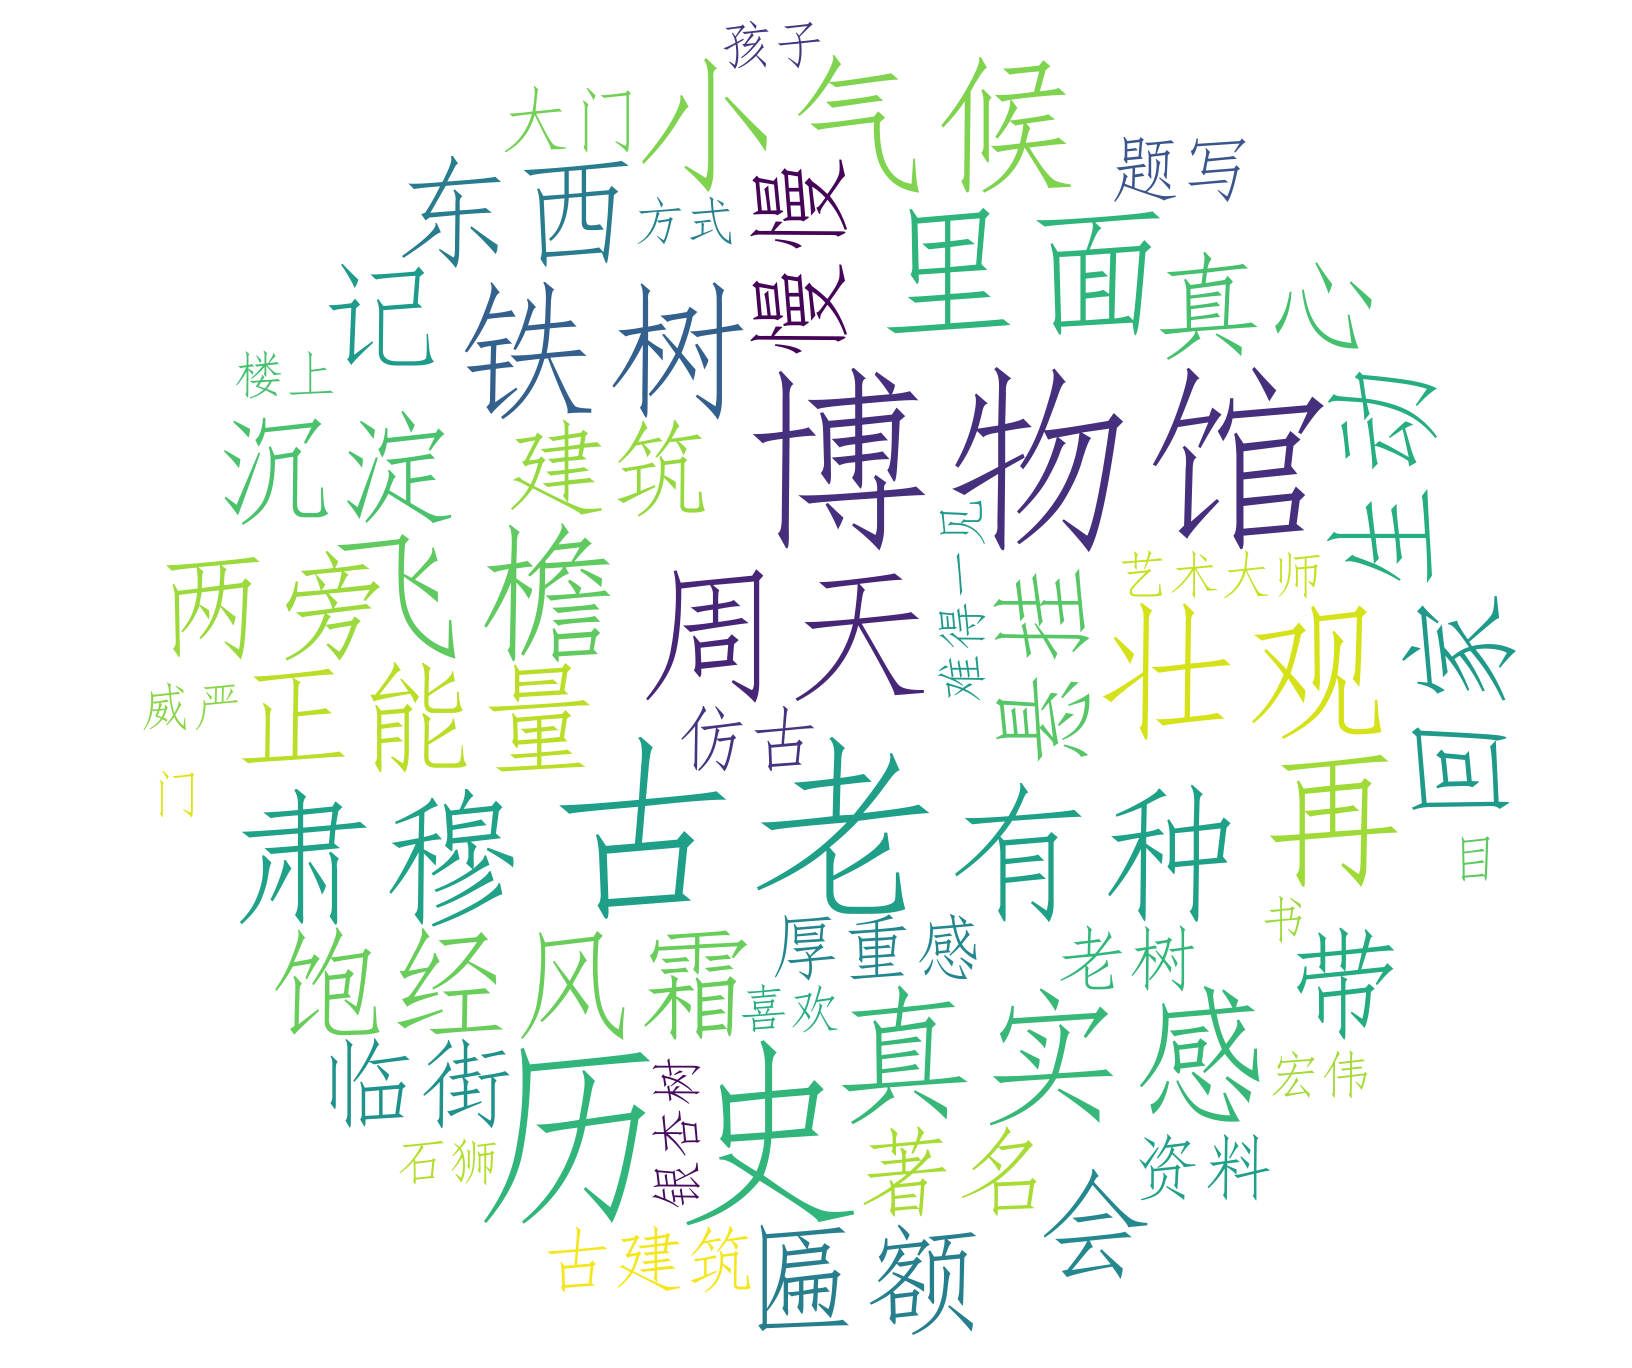 孩子
小气候
大门
题写
东西
方式
慢慢
里面
真心
记
铁树
楼上
生动
博物馆
沉淀
建筑
难得一见
飞檐
两旁
周天
悬挂
艺术大师
壮观
回家
威严
正能量
仿古
门
再
古老
肃穆
有种
目
书
厚重感
老树
带
饱经风霜
喜欢
真实感
临街
历史
银杏树
宏伟
石狮
著名
资料
会
古建筑
匾额